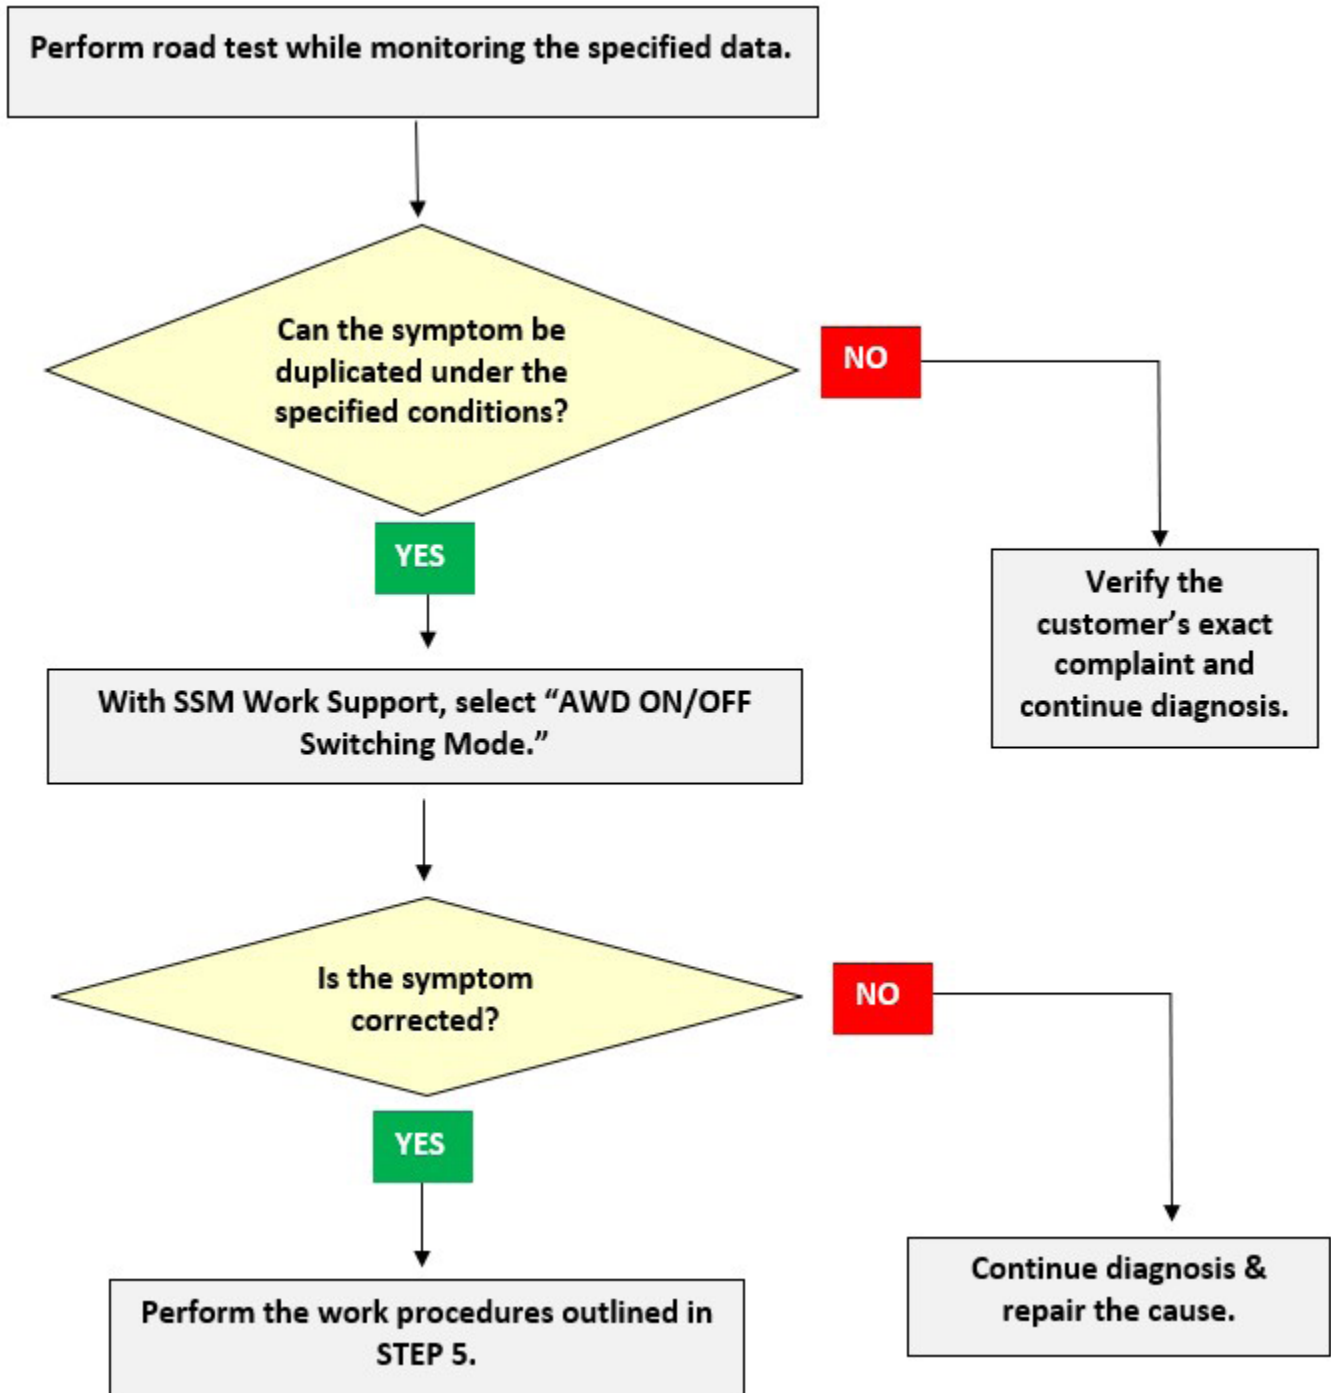 Perform road test while monitoring the specified data.
Can the symptom be
duplicated under the
specified conditions?
NO
YES
Verify the
customer’s exact
complaint and
continue diagnosis.
With SSM Work Support, select “AWD ON/OFF
Switching Mode.”
Is the symptom
corrected?
NO
YES
Continue diagnosis &
repair the cause.
Perform the work procedures outlined in
STEP 5.